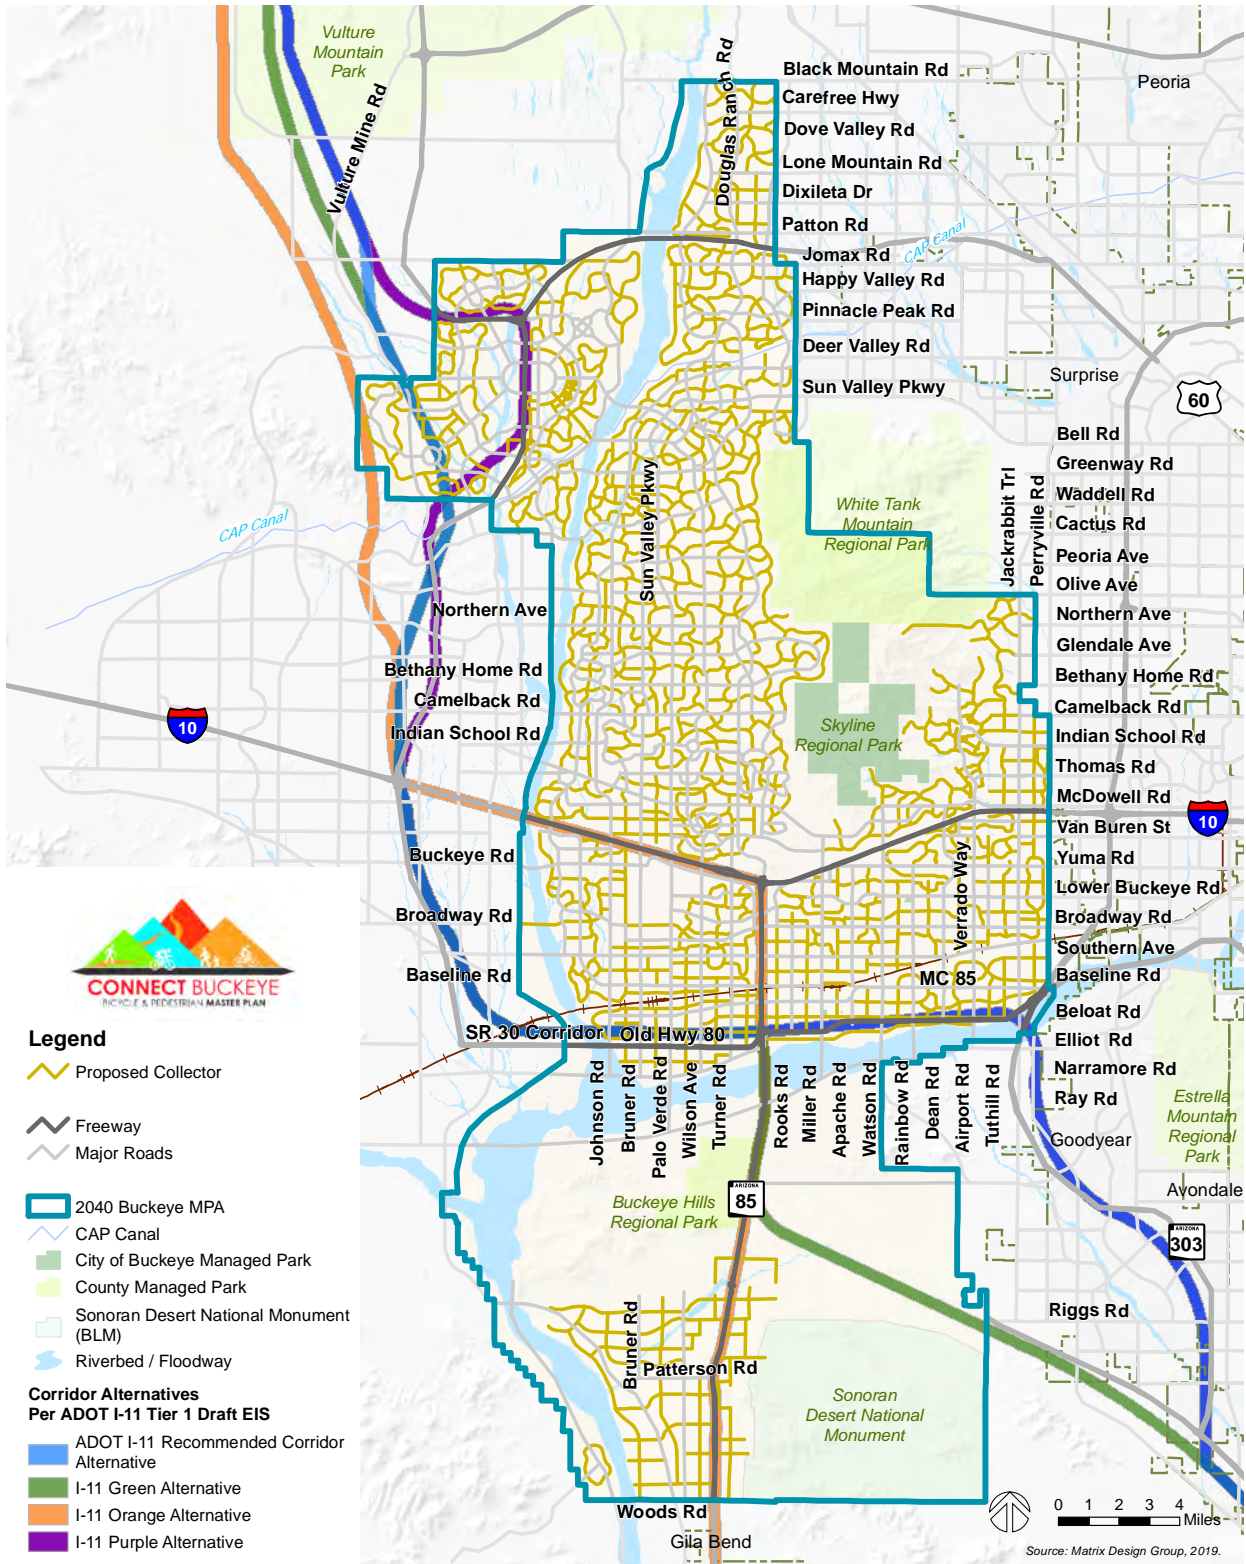 Vulture
Mountain
Park
Vulture Mine Rd
Douglas Ranch Rd
Black Mountain Rd
Carefree Hwy
Dove Valley Rd
Lone Mountain Rd
Dixileta Dr
Patton Rd
Jomax Rd
Happy Valley Rd
Pinnacle Peak Rd
Deer Valley Rd
Sun Valley Pkwy
Peoria
CAP Canal
Surprise
60
Bell Rd
Greenway Rd
Waddell Rd
Cactus Rd
Peoria Ave
Olive Ave
Northern Ave
Glendale Ave
Bethany Home Rd
Camelback Rd
Indian School Rd
Thomas Rd
McDowell Rd
Van Buren St
Yuma Rd
Lower Buckeye Rd
Broadway Rd
Southern Ave
Baseline Rd
Beloat Rd
Elliot Rd
Narramore Rd
Ray Rd
Jackrabbit Trl
Perryville Rd
White Tank
Mountain
Regional Park
Sun Valley Pkwy
CAP Canal
Northern Ave
Bethany Home Rd
Camelback Rd
Indian School Rd
10
Skyline
Regional Park
10
Buckeye Rd
Broadway Rd
Baseline Rd
Verrado Way
MC 85
SR 30 Corridor
Old Hwy 80
Johnson Rd
Bruner Rd
Palo Verde Rd
Wilson Ave
Turner Rd
Rooks Rd
Miller Rd
Apache Rd
Watson Rd
Rainbow Rd
Dean Rd
Airport Rd
Tuthill Rd
Goodyear
Estrella
Mountain
Regional
Park
Avondale
Buckeye Hills
Regional Park
ARIZONA
85
ARIZONA
303
Riggs Rd
Bruner Rd
Patterson Rd
Sonoran
Desert National
Monument
Woods Rd
Gila Bend
CONNECT BUCKEYE
BICYCLE & PEDESTRIAN MASTER PLAN
Legend
Proposed Collector
Freeway
Major Roads
2040 Buckeye MPA
CAP Canal
City of Buckeye Managed Park
County Managed Park
Sonoran Desert National Monument
(BLM)
Riverbed / Floodway
Corridor Alternatives
Per ADOT I-11 Tier 1 Draft EIS
ADOT I-11 Recommended Corridor
Alternative
I-11 Green Alternative
I-11 Orange Alternative
I-11 Purple Alternative
0 1 2 3 4
Miles
Source: Matrix Design Group, 2019.